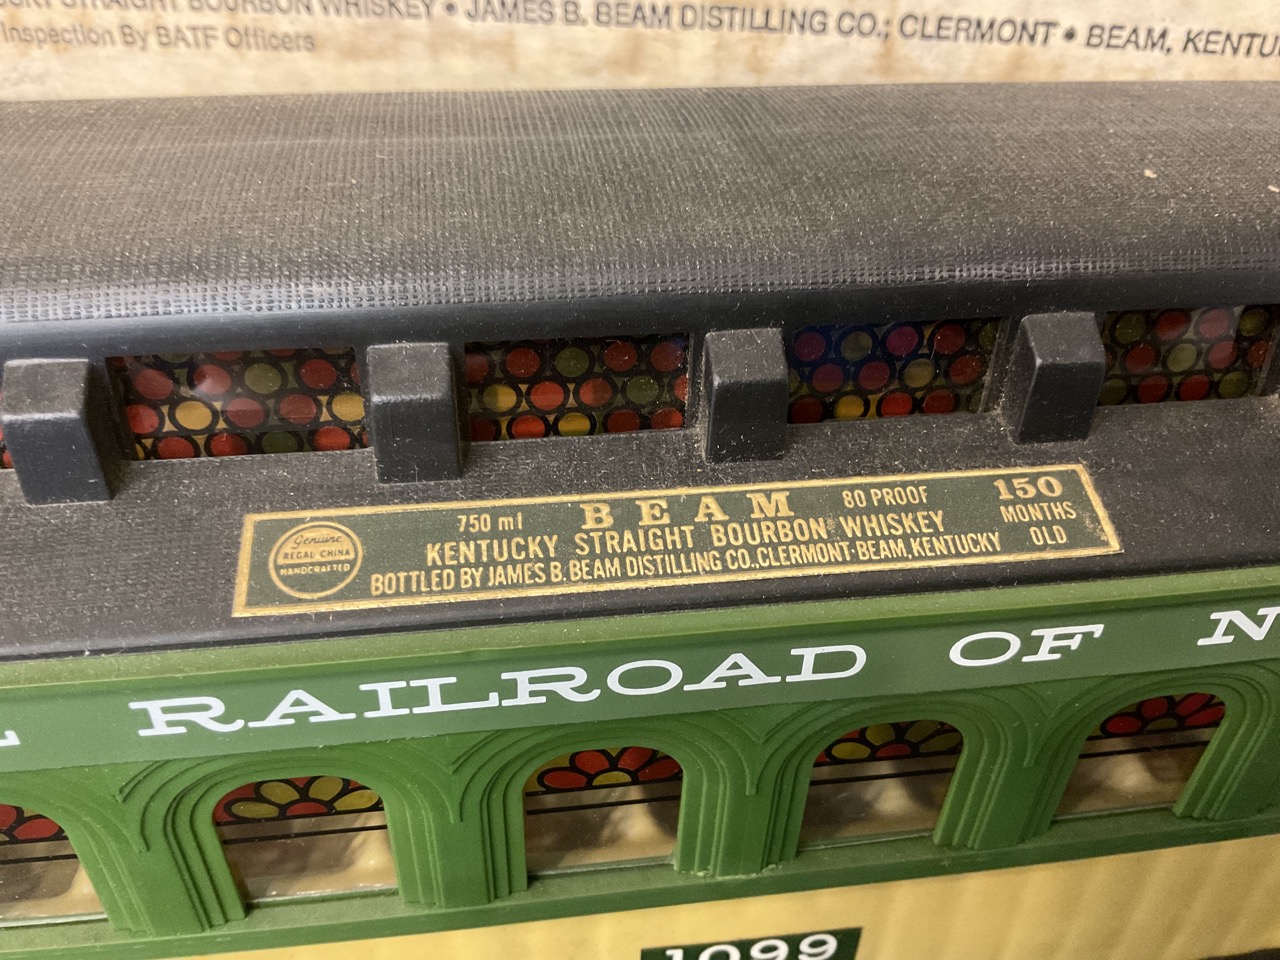 STRAIGHT BOURBON WHISKEY • JAMES B. BEAM DISTILLING CO.; CLERMONT • BEAM,
Inspection By BATF Officers
Genuine
REGAL CHINA
HANDCRAFTED
750 ml BEAM 80 PROOF
KENTUCKY STRAIGHT BOURBON WHISKEY
BOTTLED BY JAMES B. BEAM DISTILLING CO., CLERMONT·BEAM, KENTUCKY
150
MONTHS
OLD
RAILROAD OF N
1099